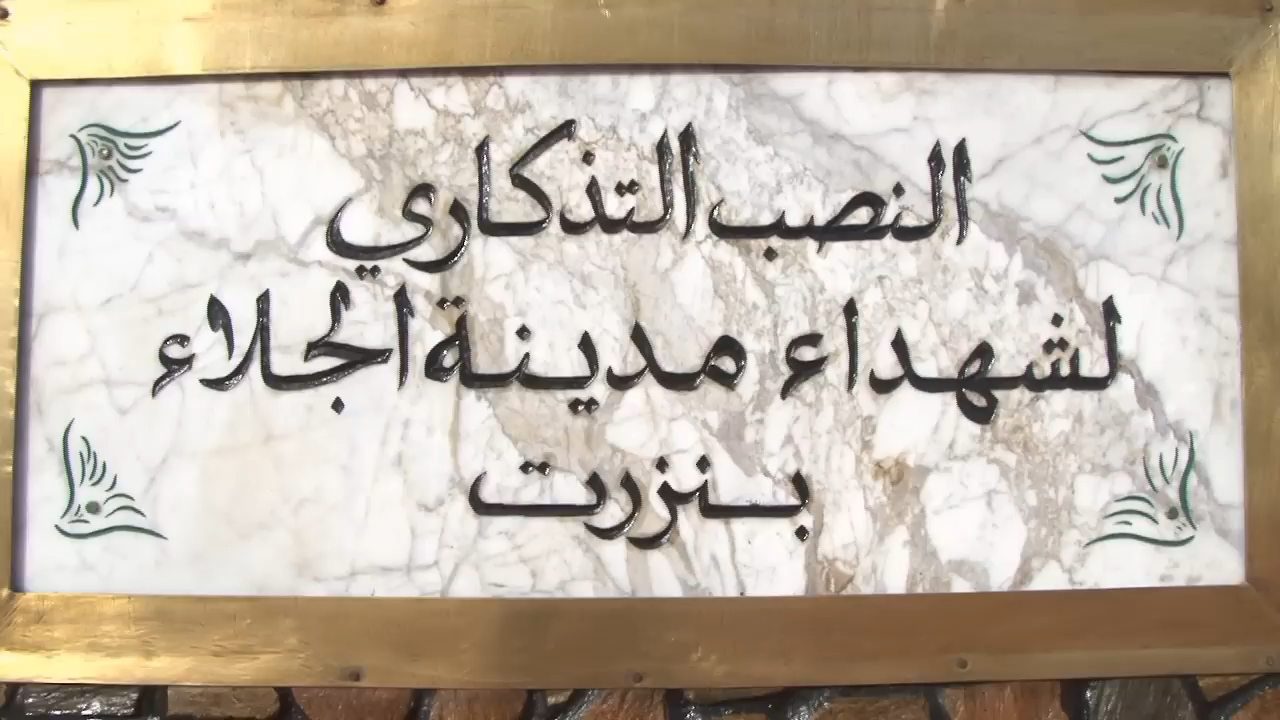 النصب التذكاري
لشهداء مدينة الجلاء
بنزرت